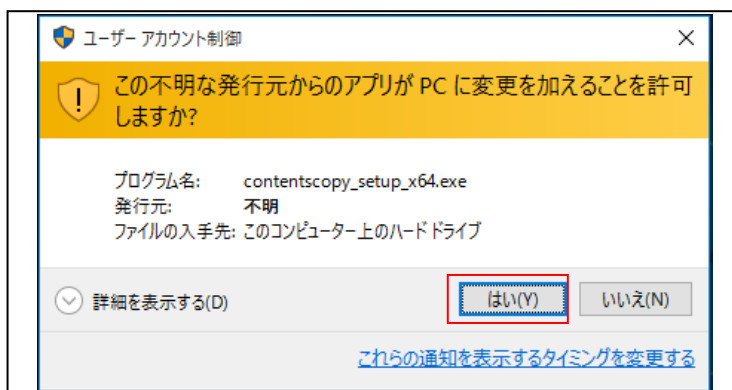 ユーザー アカウント制御
この不明な発行元からのアプリが PC に変更を加えることを許可
しますか?
プログラム名: contentscopy_setup_x64.exe
発行元: 不明
ファイルの入手先: このコンピューター上のハード ドライブ
詳細を表示する(D)
はい(Y)
いいえ(N)
これらの通知を表示するタイミングを変更する